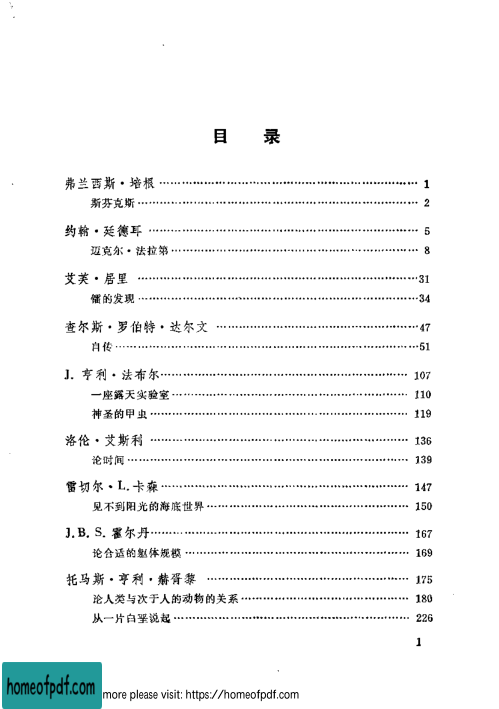 目 录
弗兰西斯·培根 …… 1
斯芬克斯 …… 2
约翰·廷德耳 …… 5
迈克尔·法拉第 …… 8
艾芙·居里 …… 31
镭的发现 …… 34
查尔斯·罗伯特·达尔文 …… 47
自传 …… 51
J. 亨利·法布尔 …… 107
一座露天实验室 …… 110
神圣的甲虫 …… 119
洛伦·艾斯利 …… 136
论时间 …… 139
雷切尔·L.卡森 …… 147
见不到阳光的海底世界 …… 150
J.B.S.霍尔丹 …… 167
论合适的躯体规模 …… 169
托马斯·亨利·赫胥黎 …… 175
论人类与次于人的动物的关系 …… 180
从一片白垩说起 …… 226
1
homeofpdf.com
more please visit: https://homeofpdf.com